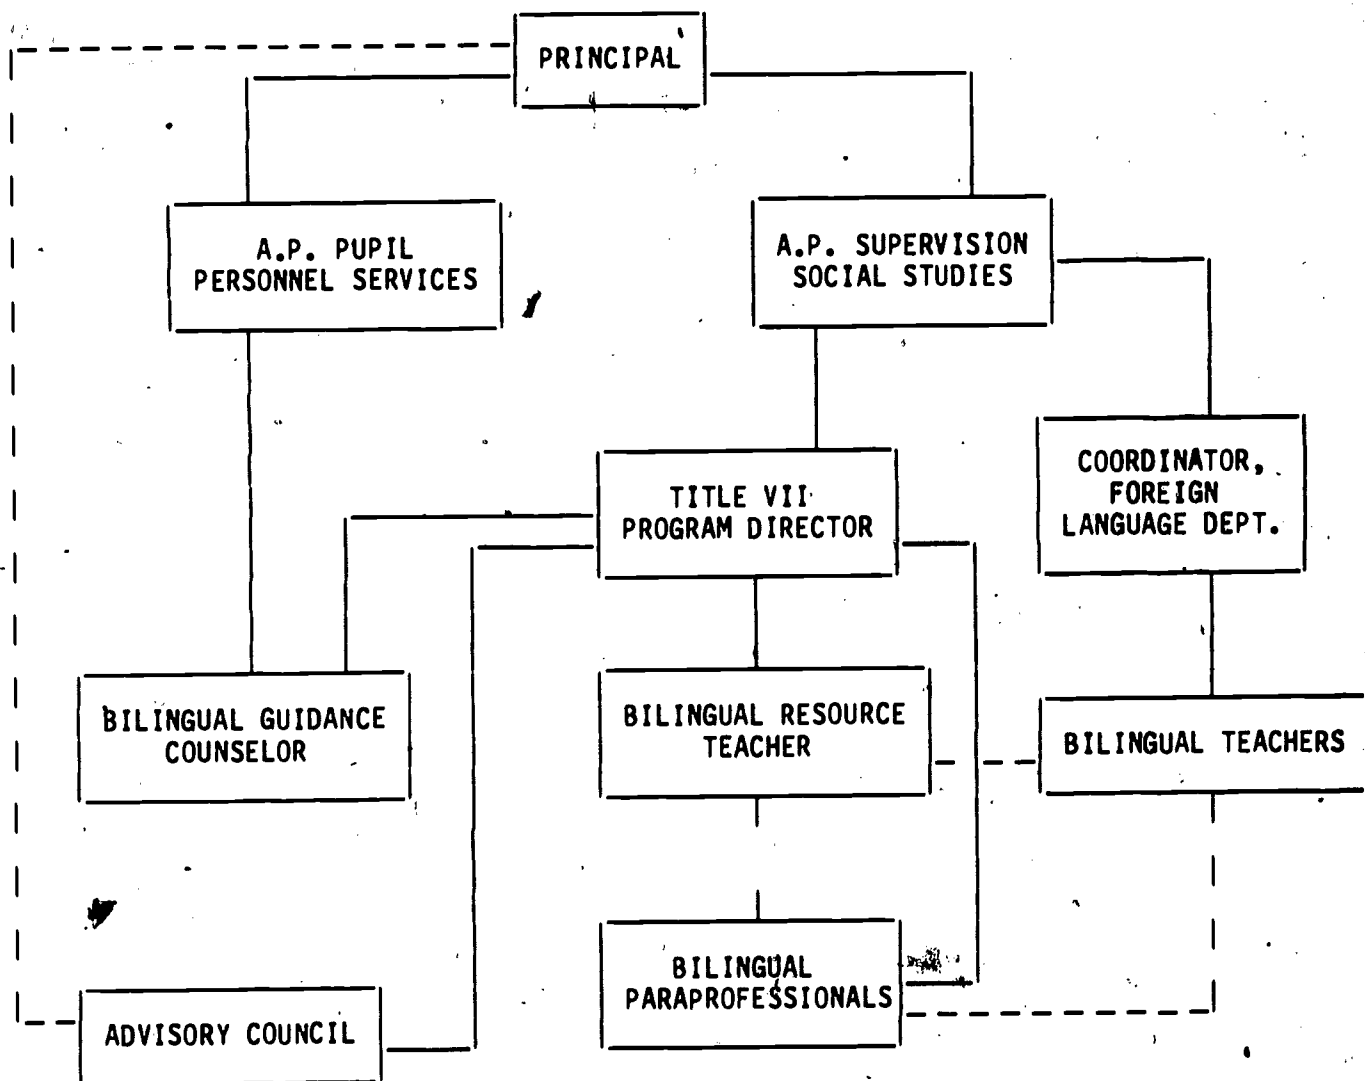 PRINCIPAL
A.P. PUPIL
PERSONNEL SERVICES
A.P. SUPERVISION
SOCIAL STUDIES
COORDINATOR,
FOREIGN
LANGUAGE DEPT.
TITLE VII
PROGRAM DIRECTOR
BILINGUAL GUIDANCE
COUNSELOR
BILINGUAL RESOURCE
TEACHER
BILINGUAL TEACHERS
BILINGUAL
PARAPROFESSIONALS
ADVISORY COUNCIL